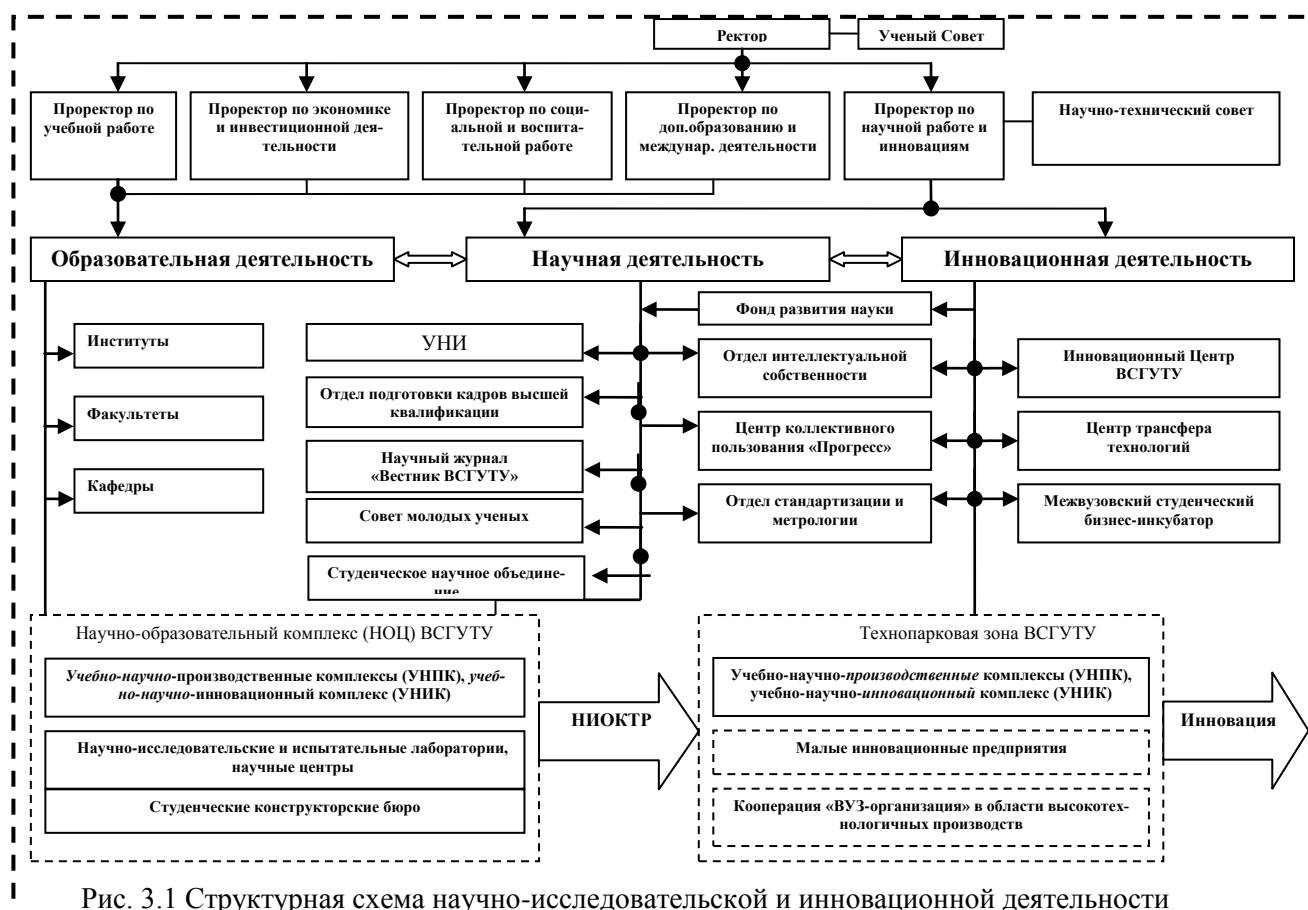 Ректор
Ученый Совет
Проректор по
учебной работе
Проректор по экономике
и инвестиционной дея-
тельности
Проректор по соци-
альной и воспита-
тельной работе
Проректор по
доп.образованию и
междунар. деятельности
Проректор по
научной работе и
инновациям
Научно-технический совет
Образовательная деятельность
Научная деятельность
Инновационная деятельность
Фонд развития науки
Институты
Факультеты
Кафедры
УНИ
Отдел подготовки кадров высшей
квалификации
Научный журнал
«Вестник ВСГУТУ»
Совет молодых ученых
Студенческое научное объедине-
ние
Отдел интеллектуальной
собственности
Центр коллективного
пользования «Прогресс»
Отдел стандартизации и
метрологии
Инновационный Центр
ВСГУТУ
Центр трансфера
технологий
Межвузовский студенческий
бизнес-инкубатор
Научно-образовательный комплекс (НОЦ) ВСГУТУ
Учебно-научно-производственные комплексы (УНПК), учеб-
но-научно-инновационный комплекс (УНИК)
Научно-исследовательские и испытательные лаборатории,
научные центры
Студенческие конструкторские бюро
НИОКТР
Технопарковая зона ВСГУТУ
Учебно-научно-производственные комплексы (УНПК),
учебно-научно-инновационный комплекс (УНИК)
Малые инновационные предприятия
Кооперация «ВУЗ-организация» в области высокотех-
нологичных производств
Инновация
Рис. 3.1 Структурная схема научно-исследовательской и инновационной деятельности